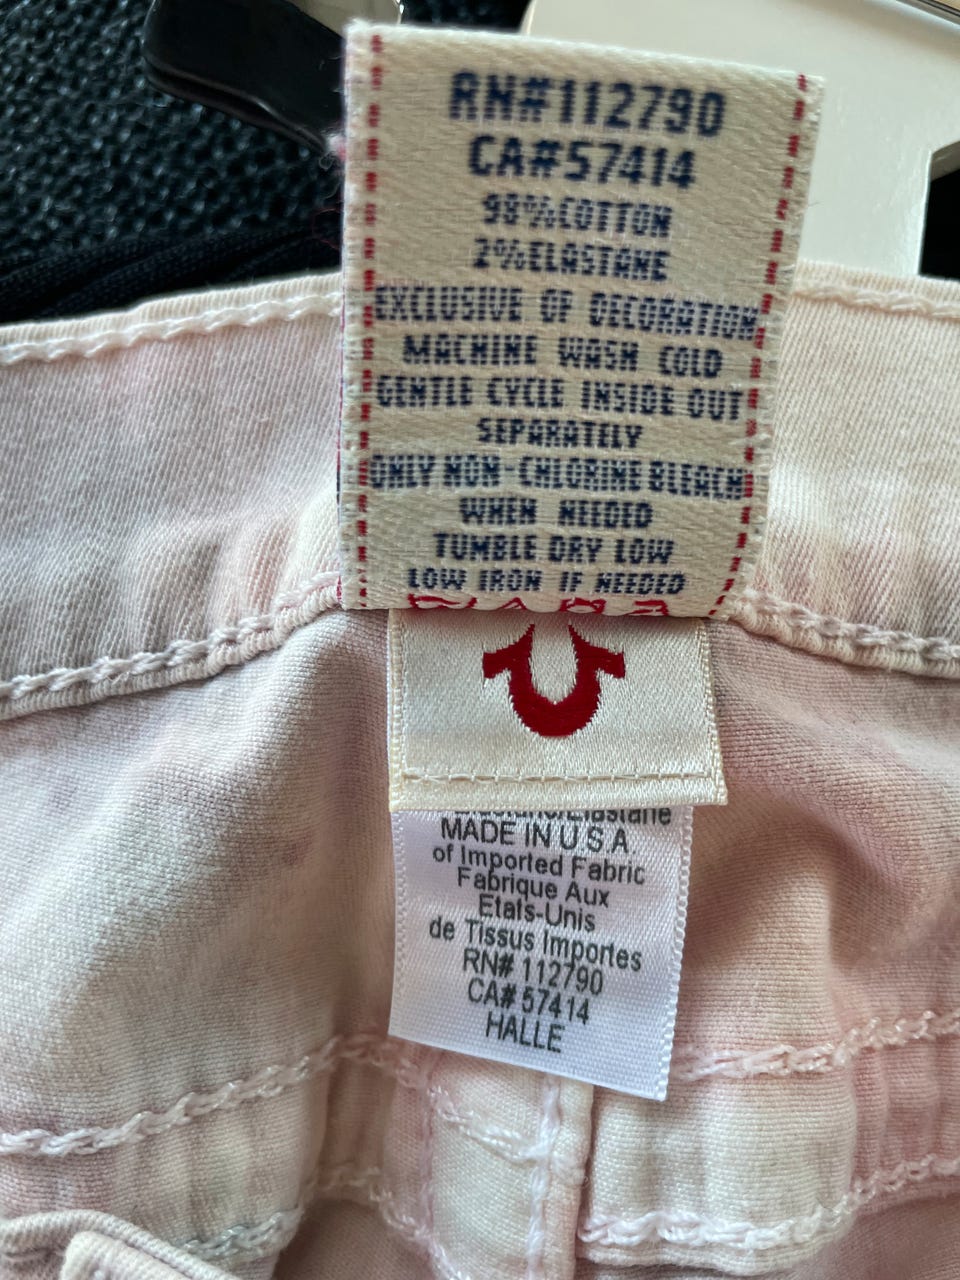 RN#112790
CA#57414
98%COTTON
2%ELASTANE
EXCLUSIVE OF DECORATION
MACHINE WASH COLD
GENTLE CYCLE INSIDE OUT
SEPARATELY
ONLY NON-CHLORINE BLEACH
WHEN NEEDED
TUMBLE DRY LOW
LOW IRON IF NEEDED
MADE IN U.S.A.
of Imported Fabric
Fabrique Aux
Etats-Unis
de Tissus Importes
RN# 112790
CA# 57414
HALLE